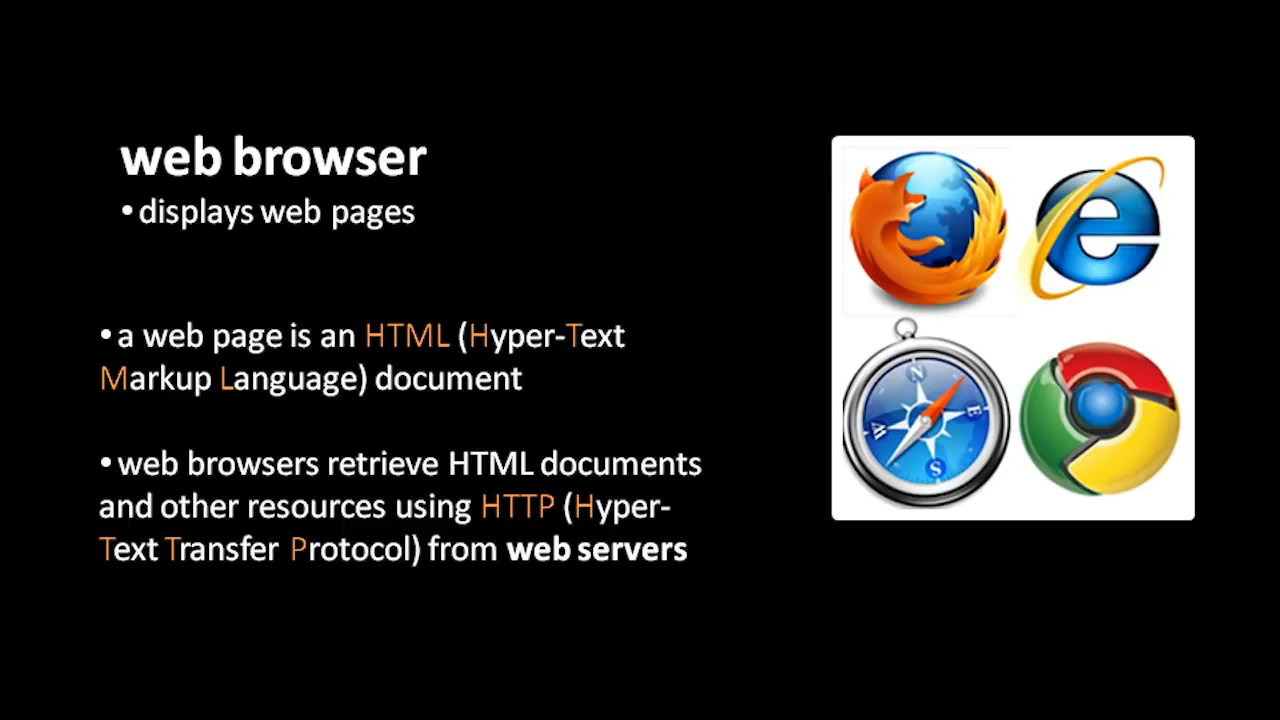 web browser
• displays web pages
• a web page is an HTML (Hyper-Text
Markup Language) document
• web browsers retrieve HTML documents
and other resources using HTTP (Hyper-
Text Transfer Protocol) from web servers
N
E
W
S